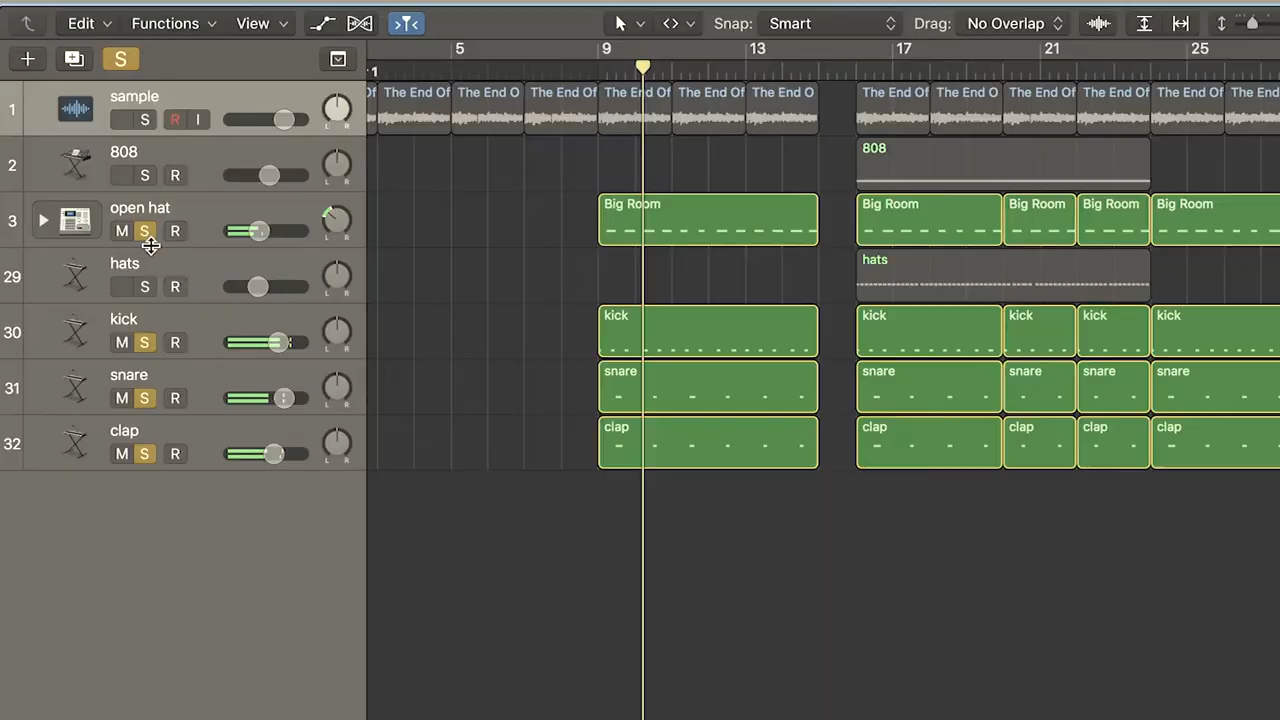 Edit Functions View Snap: Smart Drag: No Overlap
S
1 5 9 13 17 21 25
1 sample S R I L R
The End Of The End O The End Of The End Of The End Of The End O The End Of The End O The End Of The End Of The End
2 808 S R L R
808
3 open hat M S R L R
Big Room Big Room Big Room Big Room Big Room
29 hats S R L R
hats
30 kick M S R L R
kick kick kick kick kick
31 snare M S R L R
snare snare snare snare snare
32 clap M S R L R
clap clap clap clap clap